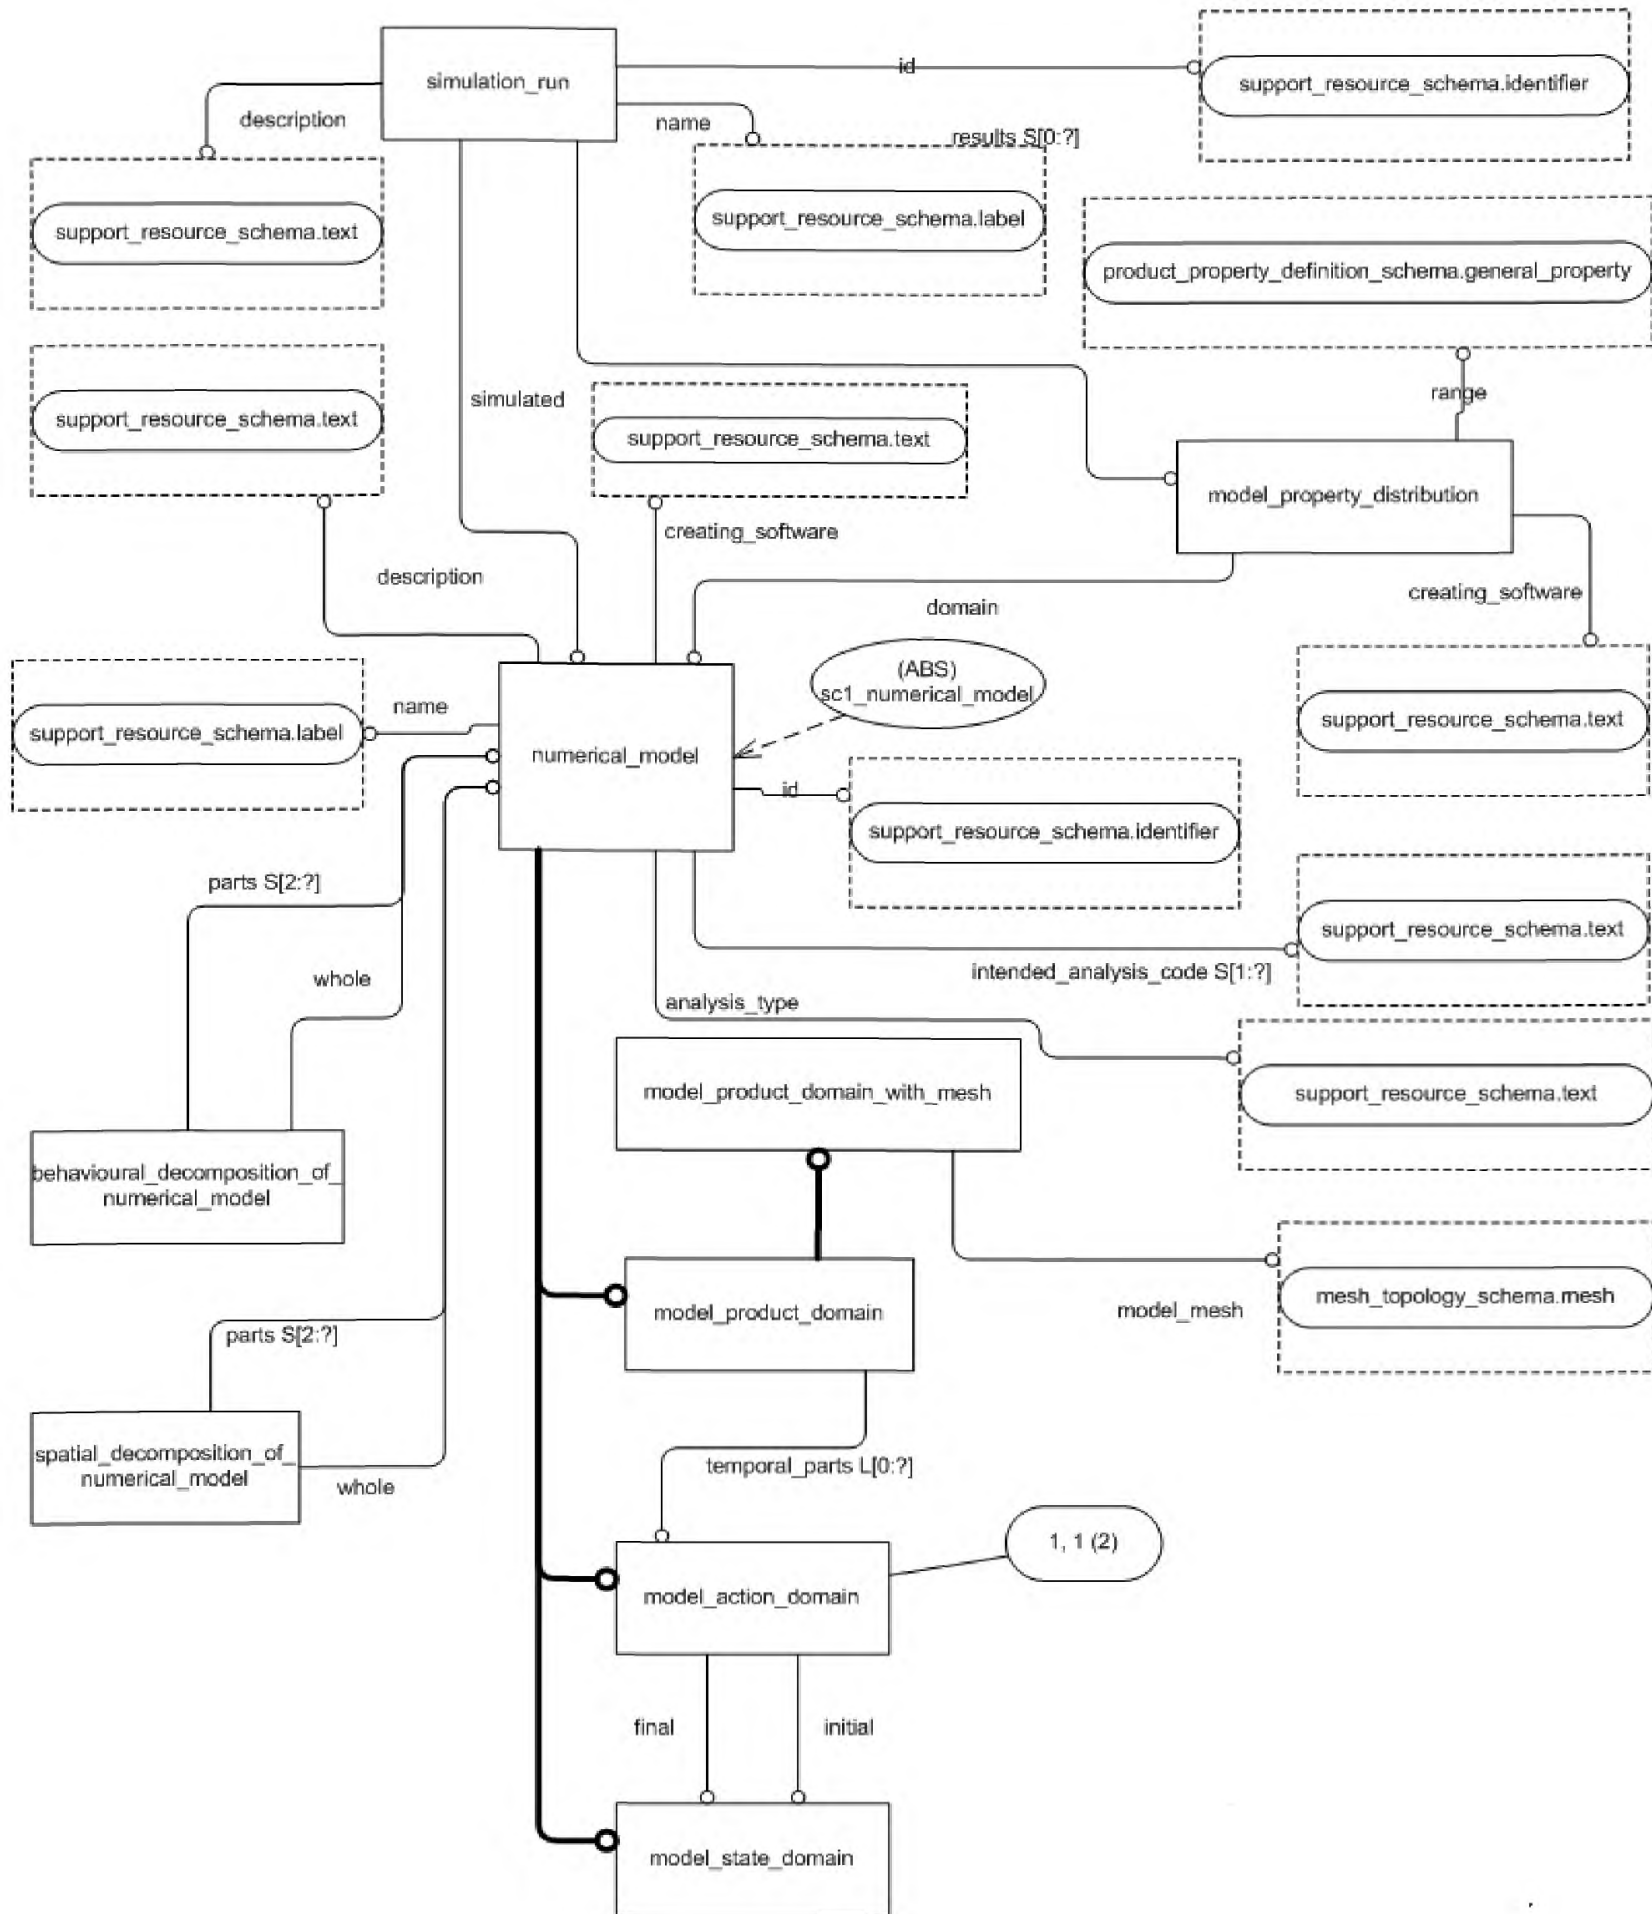 simulation_run
id
support_resource_schema.identifier
description
name
results S[0:?]
support_resource_schema.text
support_resource_schema.label
product_property_definition_schema.general_property
support_resource_schema.text
simulated
support_resource_schema.text
range
model_property_distribution
creating_software
description
domain
creating_software
(ABS)
sc1_numerical_model
name
support_resource_schema.label
numerical_model
support_resource_schema.text
id
support_resource_schema.identifier
parts S[2:?]
support_resource_schema.text
whole
intended_analysis_code S[1:?]
analysis_type
model_product_domain_with_mesh
support_resource_schema.text
behavioural_decomposition_of_
numerical_model
model_product_domain
model_mesh
mesh_topology_schema.mesh
parts S[2:?]
spatial_decomposition_of_
numerical_model
temporal_parts L[0:?]
whole
1, 1 (2)
model_action_domain
final
initial
model_state_domain